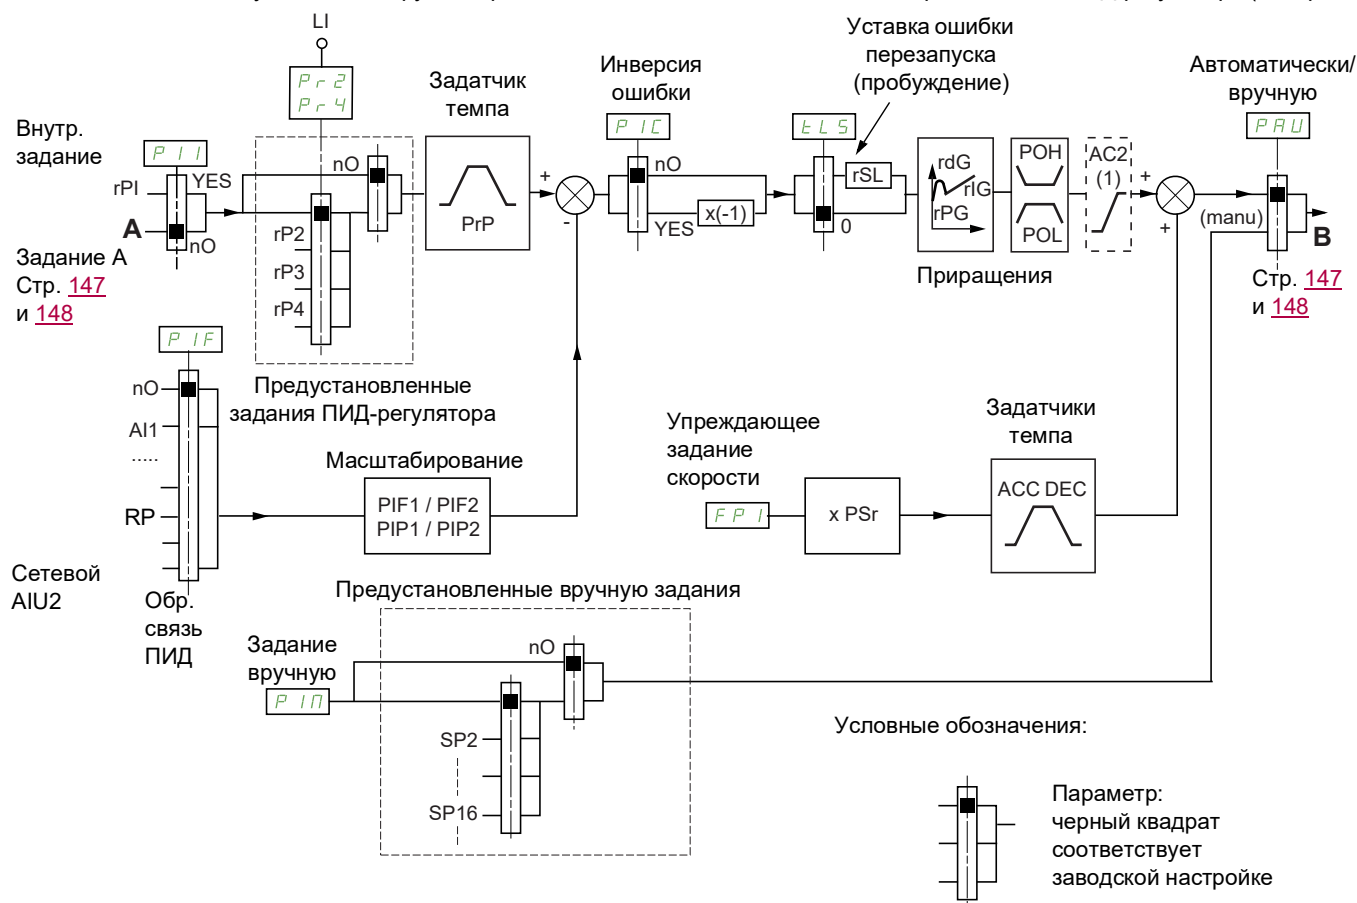 LI
Pr2
Pr4
Внутр.
задание
PII
rPI
YES
A
nO
Задание A
Стр. 147
и 148
nO
rP2
rP3
rP4
Предустановленные
задания ПИД-регулятора
Задатчик
темпа
PrP
+
-
Инверсия
ошибки
PIC
nO
YES
x(-1)
Уставка ошибки
перезапуска
(пробуждение)
tLS
rSL
0
rdG
rIG
rPG
POH
POL
Приращения
AC2
(1)
+
+
Автоматически/
вручную
PAU
(manu)
B
Стр. 147
и 148
PIF
nO
AI1
.....
RP
Сетевой
AIU2
Обр.
связь
ПИД
Масштабирование
PIF1 / PIF2
PIP1 / PIP2
Упреждающее
задание
скорости
FPI
x PSr
Задатчики
темпа
ACC DEC
Предустановленные вручную задания
Задание
вручную
PIM
nO
SP2
SP16
Условные обозначения:
Параметр:
черный квадрат
соответствует
заводской настройке